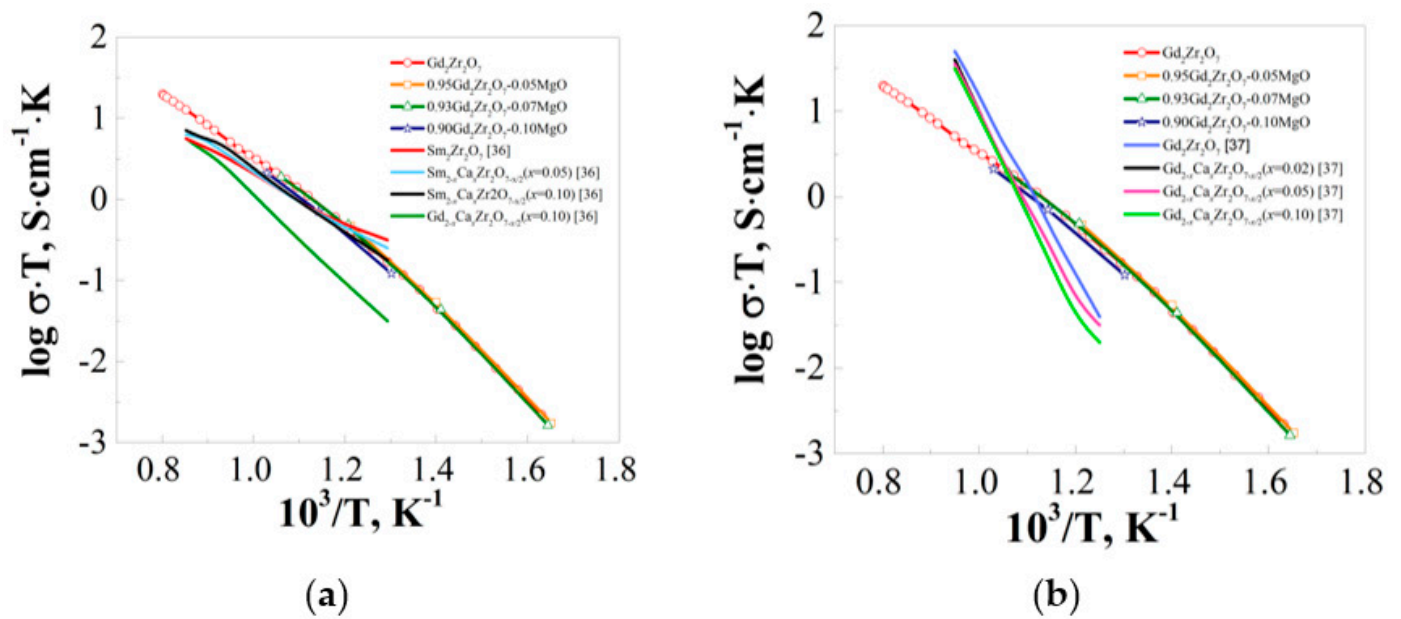 2
1
0
-1
-2
-3
log σ·T, S·cm⁻¹·K
Gd₂Zr₂O₇
0.95Gd₂Zr₂O₇-0.05MgO
0.93Gd₂Zr₂O₇-0.07MgO
0.90Gd₂Zr₂O₇-0.10MgO
Sm₂Zr₂O₇ [36]
Sm₂₋ₓCaₓZr₂O₇₋ₓ/₂(x=0.05) [36]
Sm₂₋ₓCaₓZr2O₇₋ₓ/₂(x=0.10) [36]
Gd₂₋ₓCaₓZr₂O₇₋ₓ/₂(x=0.10) [36]
0.8 1.0 1.2 1.4 1.6 1.8
10³/T, K⁻¹
(a)
2
1
0
-1
-2
-3
log σ·T, S·cm⁻¹·K
Gd₂Zr₂O₇
0.95Gd₂Zr₂O₇-0.05MgO
0.93Gd₂Zr₂O₇-0.07MgO
0.90Gd₂Zr₂O₇-0.10MgO
Gd₂Zr₂O₇ [37]
Gd₂₋ₓCaₓZr₂O₇₋ₓ/₂(x=0.02) [37]
Gd₂₋ₓCaₓZr₂O₇₋ₓ/₂(x=0.05) [37]
Gd₂₋ₓCaₓZr₂O₇₋ₓ/₂(x=0.10) [37]
0.8 1.0 1.2 1.4 1.6 1.8
10³/T, K⁻¹
(b)